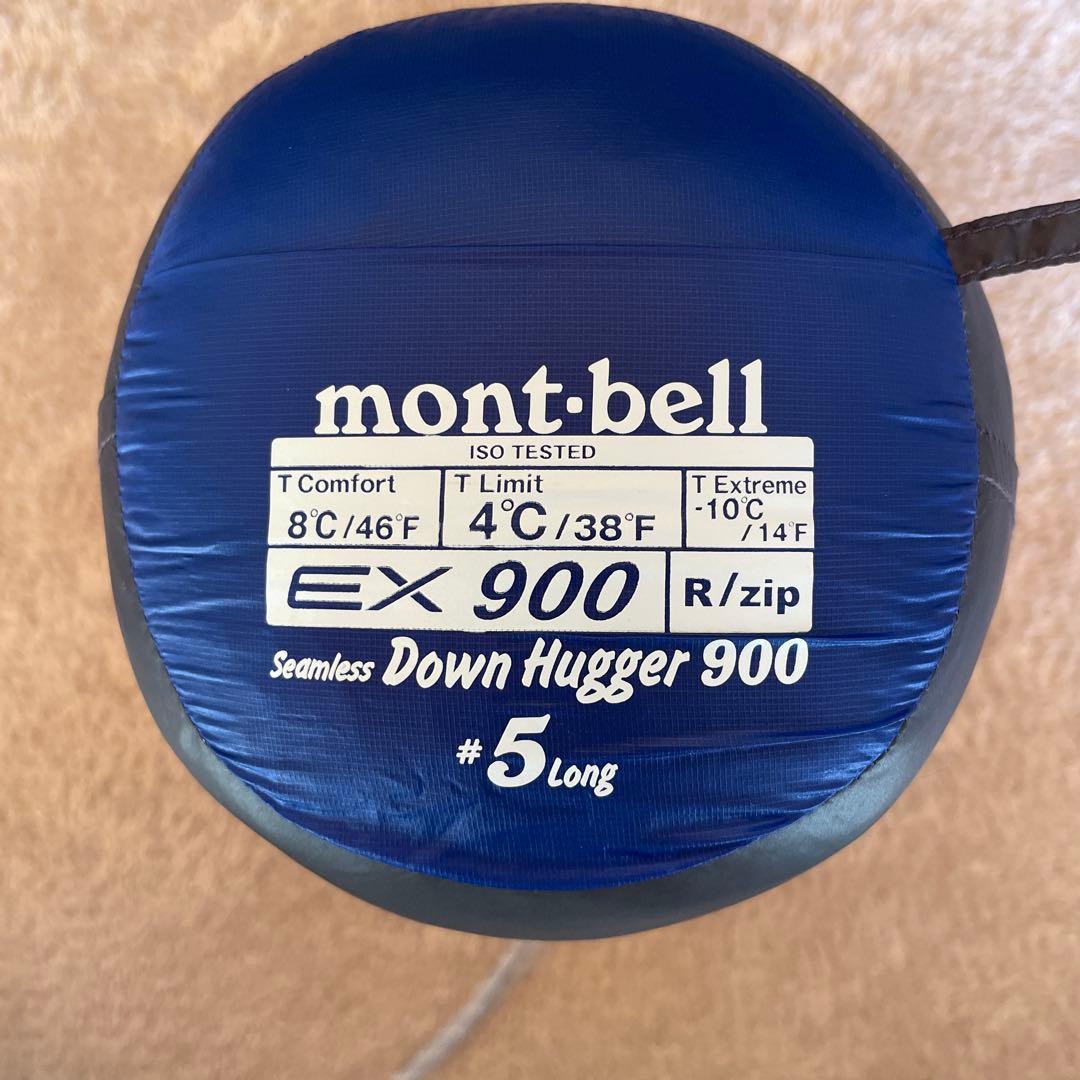 mont·bell
ISO TESTED
T Comfort
8°C/46°F
T Limit
4°C/38°F
T Extreme
-10°C
/14°F
EX 900
R/zip
Seamless Down Hugger 900
#5 Long